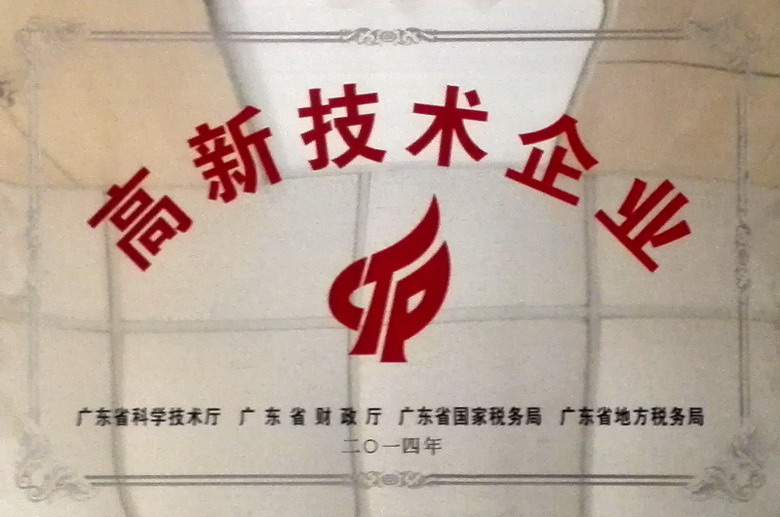 高新技术企业
广东省科学技术厅 广东省财政厅 广东省国家税务局 广东省地方税务局
二〇一四年